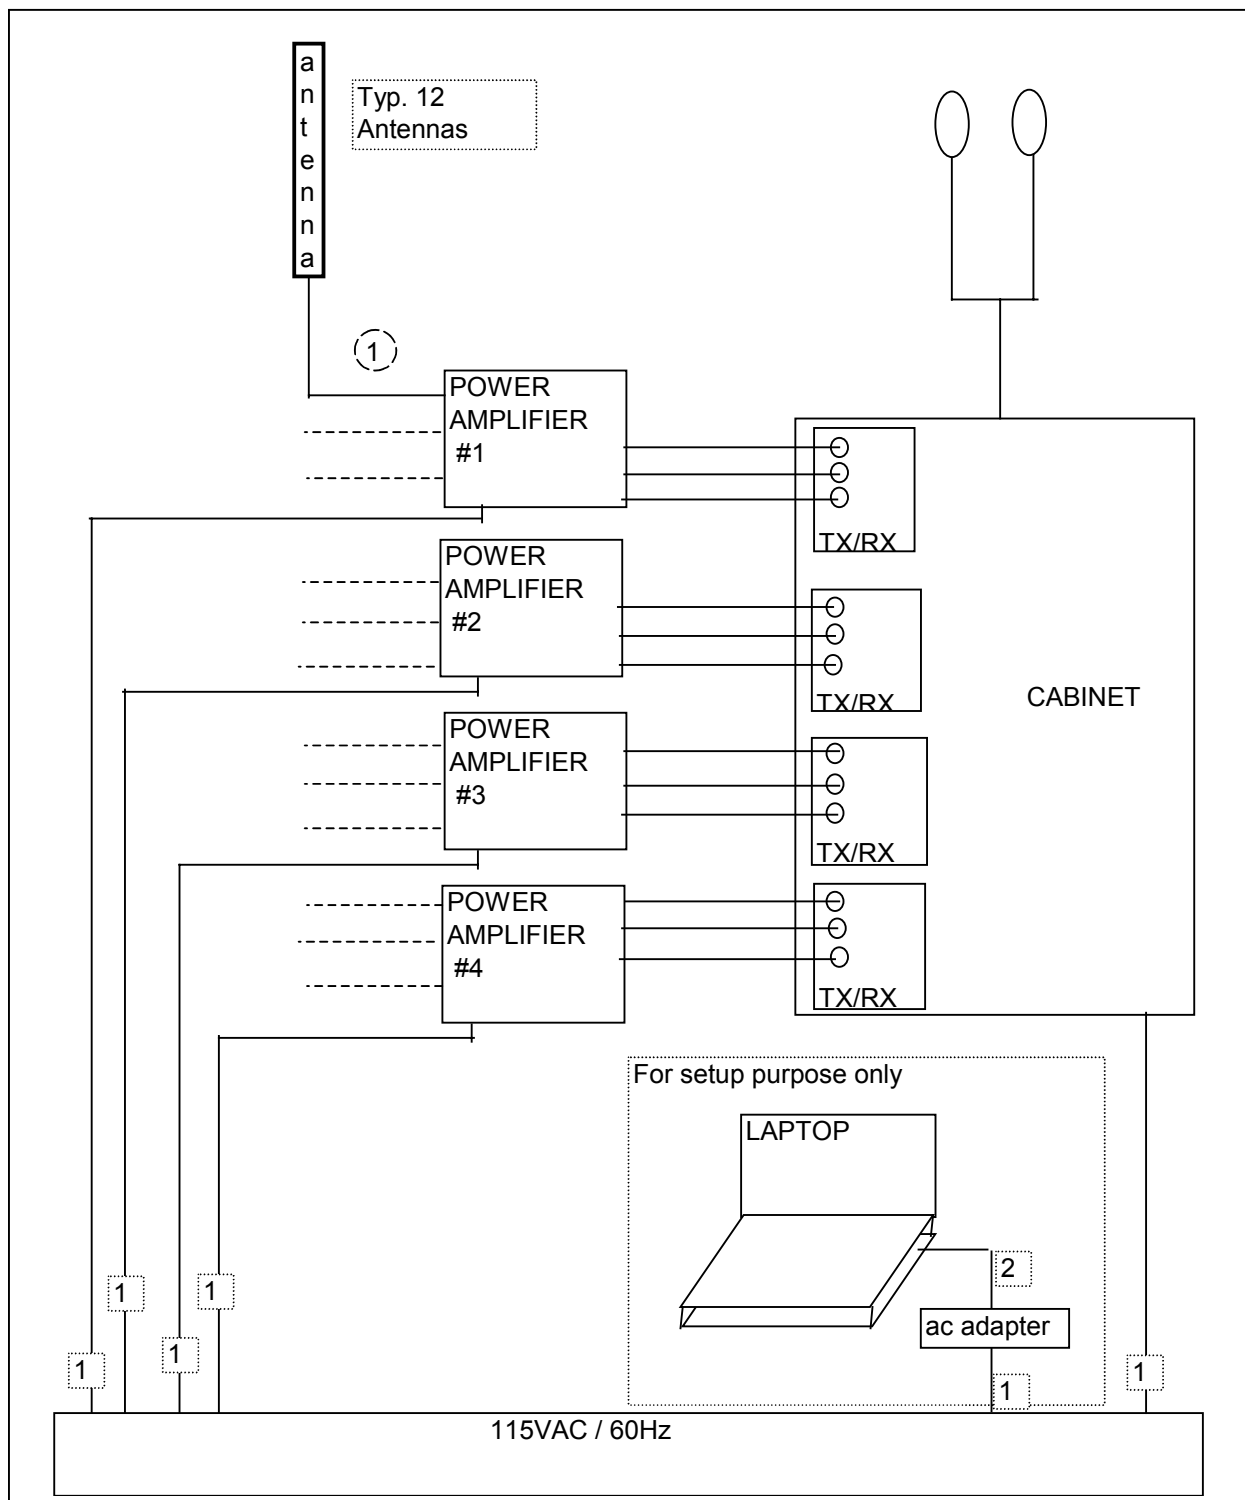 antenna
Typ. 12
Antennas
1
POWER
AMPLIFIER
#1
TX/RX
POWER
AMPLIFIER
#2
TX/RX
CABINET
POWER
AMPLIFIER
#3
TX/RX
POWER
AMPLIFIER
#4
TX/RX
For setup purpose only
LAPTOP
2
ac adapter
1
1
1
1
1
1
115VAC / 60Hz